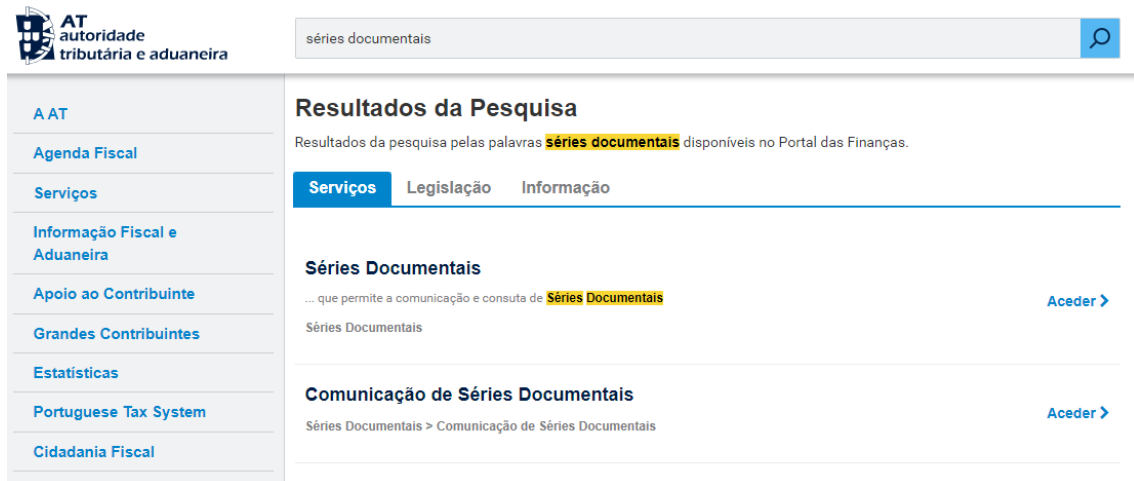 AT
autoridade
tributária e aduaneira
séries documentais
A AT
Agenda Fiscal
Serviços
Informação Fiscal e
Aduaneira
Apoio ao Contribuinte
Grandes Contribuintes
Estatísticas
Portuguese Tax System
Cidadania Fiscal
Resultados da Pesquisa
Resultados da pesquisa pelas palavras séries documentais disponíveis no Portal das Finanças.
Serviços Legislação Informação
Séries Documentais
... que permite a comunicação e consuta de Séries Documentais
Séries Documentais
Aceder
Comunicação de Séries Documentais
Séries Documentais > Comunicação de Séries Documentais
Aceder